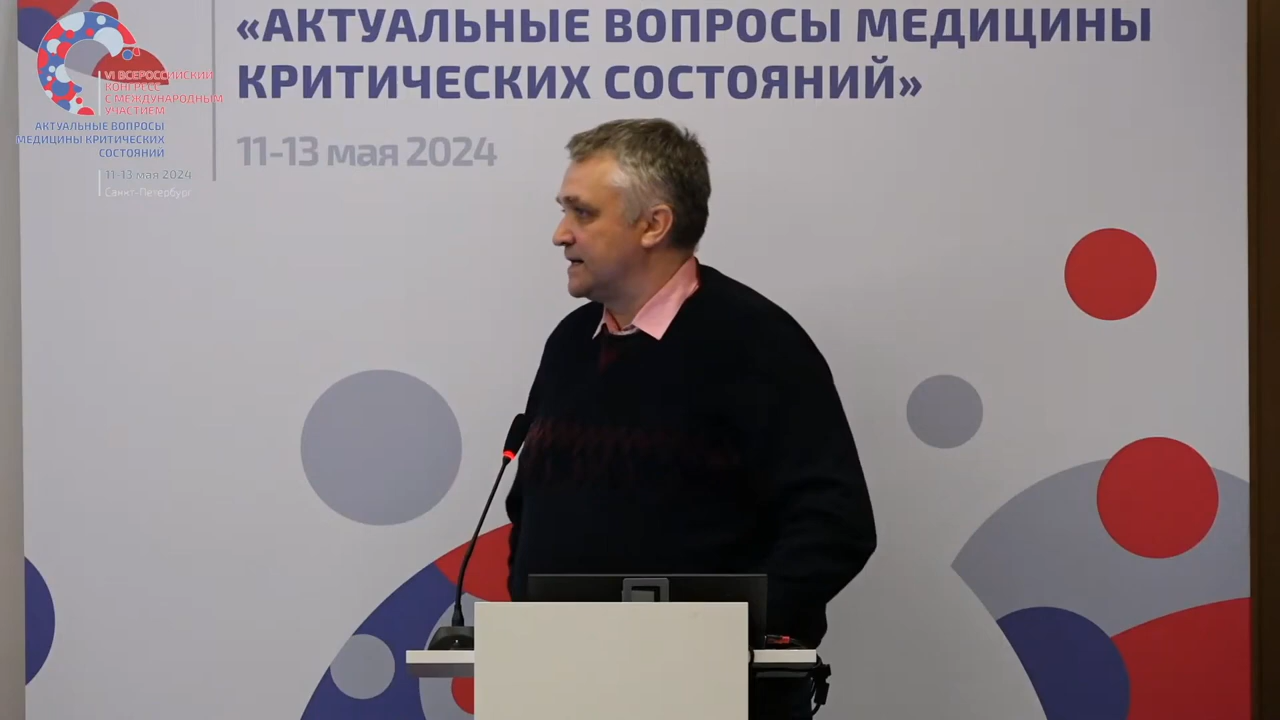 «АКТУАЛЬНЫЕ ВОПРОСЫ МЕДИЦИНЫ
КРИТИЧЕСКИХ СОСТОЯНИЙ»
11-13 мая 2024
VI ВСЕРОССИЙСКИЙ
КОНГРЕСС
С МЕЖДУНАРОДНЫМ
УЧАСТИЕМ
АКТУАЛЬНЫЕ ВОПРОСЫ
МЕДИЦИНЫ КРИТИЧЕСКИХ
СОСТОЯНИЙ
11-13 мая 2024
Санкт-Петербург